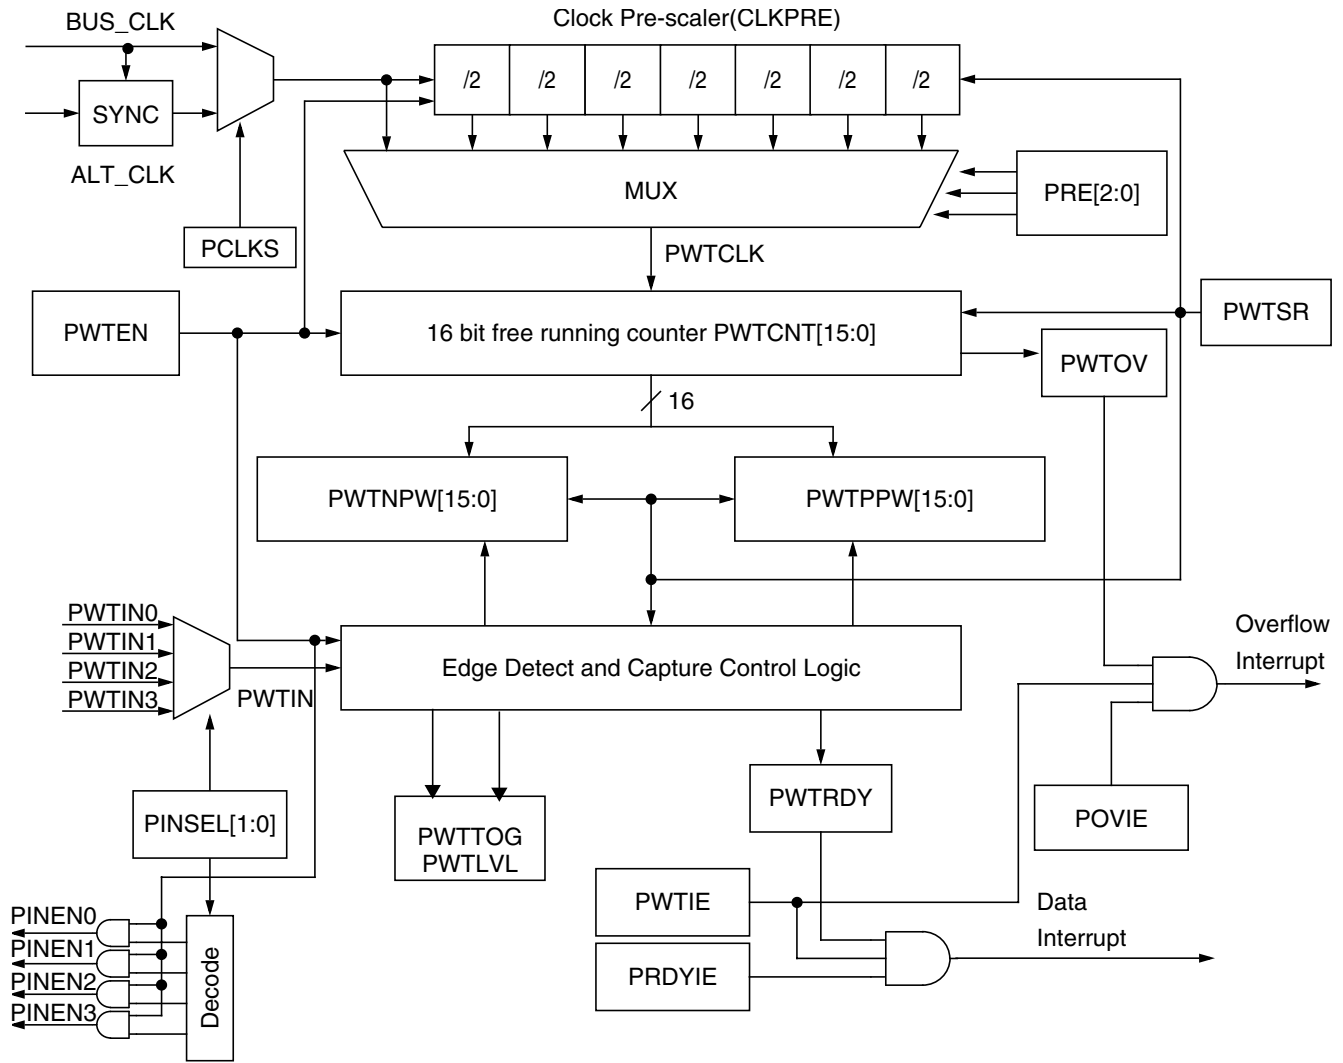 Clock Pre-scaler(CLKPRE)
BUS_CLK
/2 /2 /2 /2 /2 /2 /2
SYNC
ALT_CLK
MUX
PRE[2:0]
PCLKS
PWTCLK
PWTEN
16 bit free running counter PWTCNT[15:0]
PWTSR
PWTOV
16
PWTNPW[15:0]
PWTPPW[15:0]
PWTIN0
PWTIN1
PWTIN2
PWTIN3
PWTIN
Edge Detect and Capture Control Logic
Overflow
Interrupt
PINSEL[1:0]
PWTTOG
PWTLVL
PWTRDY
POVIE
PWTIE
PRDYIE
Data
Interrupt
PINEN0
PINEN1
PINEN2
PINEN3
Decode